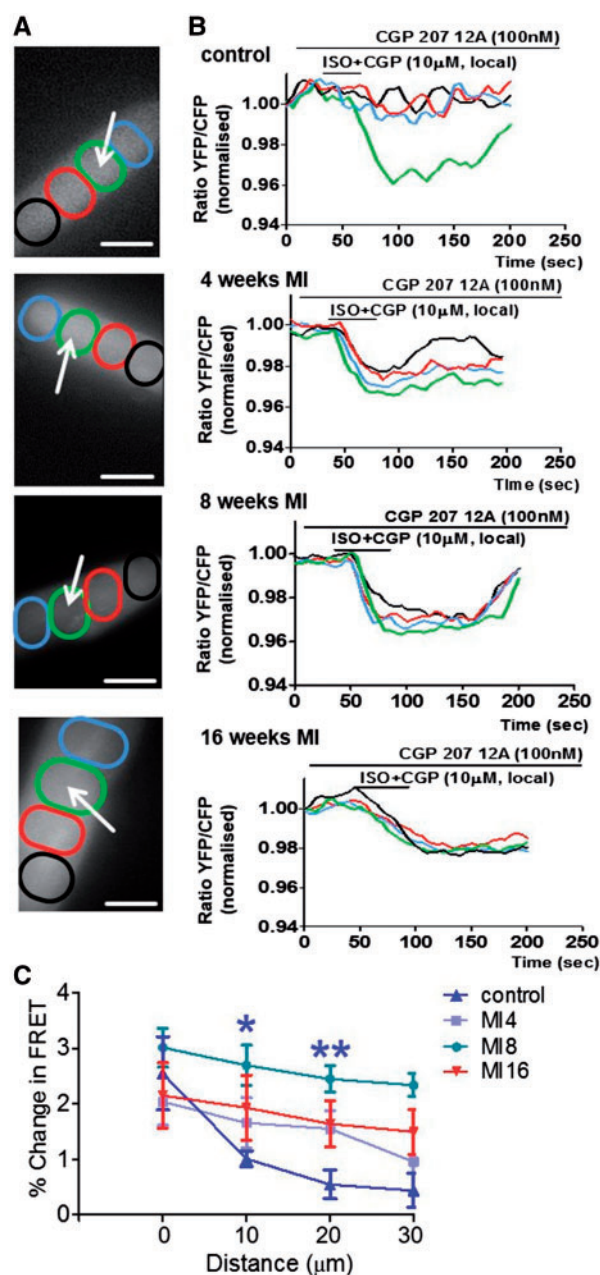 A
B
control
CGP 207 12A (100nM)
ISO+CGP (10µM, local)
Ratio YFP/CFP
(normalised)
1.00
0.98
0.96
0.94
0
50
100
150
200
250
Time (sec)
4 weeks MI
CGP 207 12A (100nM)
ISO+CGP (10µM, local)
Ratio YFP/CFP
(normalised)
1.00
0.98
0.96
0.94
0
50
100
150
200
250
TIme (sec)
8 weeks MI
CGP 207 12A (100nM)
ISO+CGP (10µM, local)
Ratio YFP/CFP
(normalised)
1.00
0.98
0.96
0.94
0
50
100
150
200
250
Time (sec)
16 weeks MI
CGP 207 12A (100nM)
ISO+CGP (10µM, local)
Ratio YFP/CFP
(normalised)
1.00
0.98
0.96
0.94
0
50
100
150
200
250
Time (sec)
C
% Change in FRET
4
3
2
1
0
*
**
0
10
20
30
Distance (µm)
control
MI4
MI8
MI16